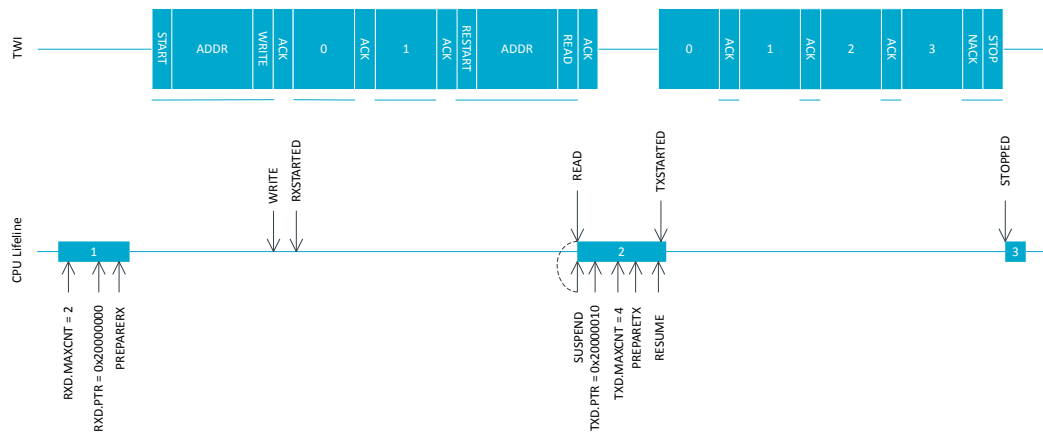 TWI
START
ADDR
WRITE
ACK
0
ACK
1
ACK
RESTART
ADDR
READ
ACK
0
ACK
1
ACK
2
ACK
3
NACK
STOP
WRITE
RXSTARTED
READ
TXSTARTED
STOPPED
CPU Lifeline
1
2
3
RXD.MAXCNT = 2
RXD.PTR = 0x20000000
PREPARERX
SUSPEND
TXD.PTR = 0x20000010
TXD.MAXCNT = 4
PREPARETX
RESUME